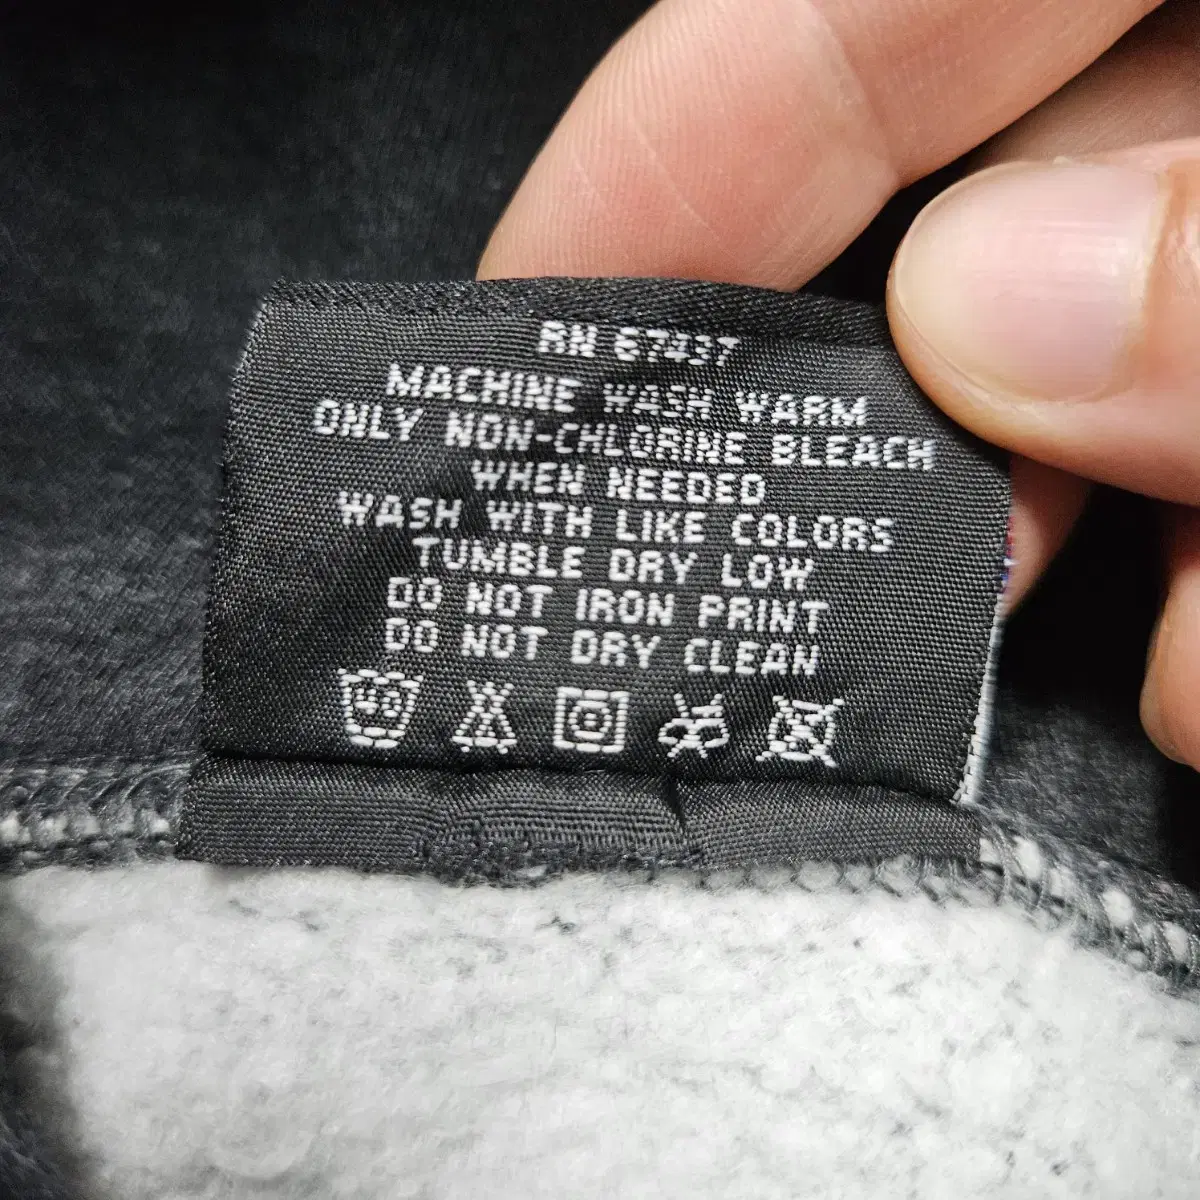 RN 67437
MACHINE WASH WARM
ONLY NON-CHLORINE BLEACH
WHEN NEEDED
WASH WITH LIKE COLORS
TUMBLE DRY LOW
DO NOT IRON PRINT
DO NOT DRY CLEAN
40